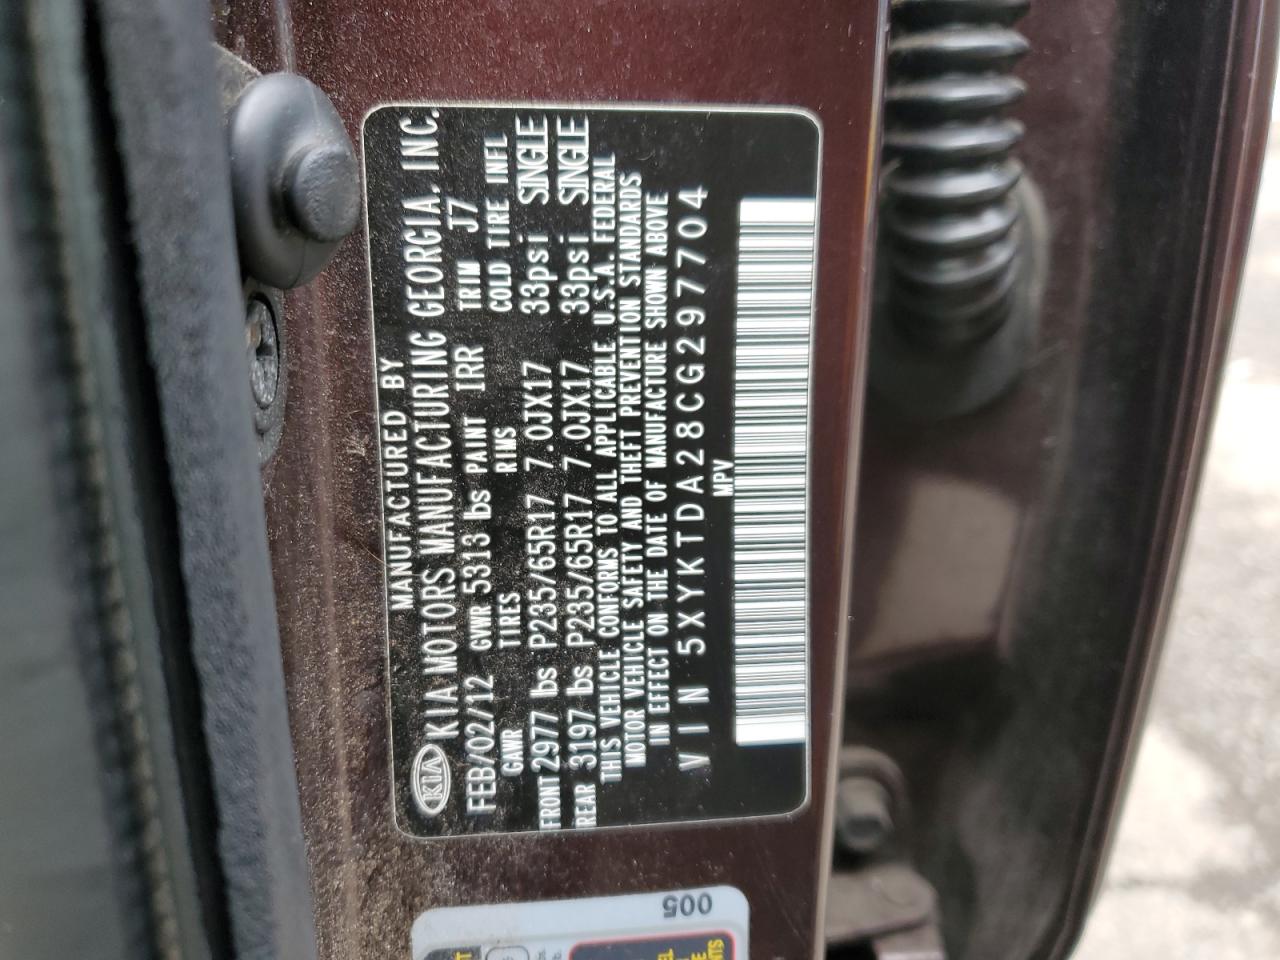 MANUFACTURED BY
KIA KIA MOTORS MANUFACTURING GEORGIA, INC.
FEB/02/12 GVWR 5313 lbs PAINT 1RR TRIM J7
GAWR TIRES RIMS COLD TIRE INFL
FRONT 2977 lbs P235/65R17 7.0JX17 33psi SINGLE
REAR 3197 lbs P235/65R17 7.0JX17 33psi SINGLE
THIS VEHICLE CONFORMS TO ALL APPLICABLE U.S.A. FEDERAL
MOTOR VEHICLE SAFETY AND THEFT PREVENTION STANDARDS
IN EFFECT ON THE DATE OF MANUFACTURE SHOWN ABOVE
VIN 5XYKTDA28CG297704
MPV
005